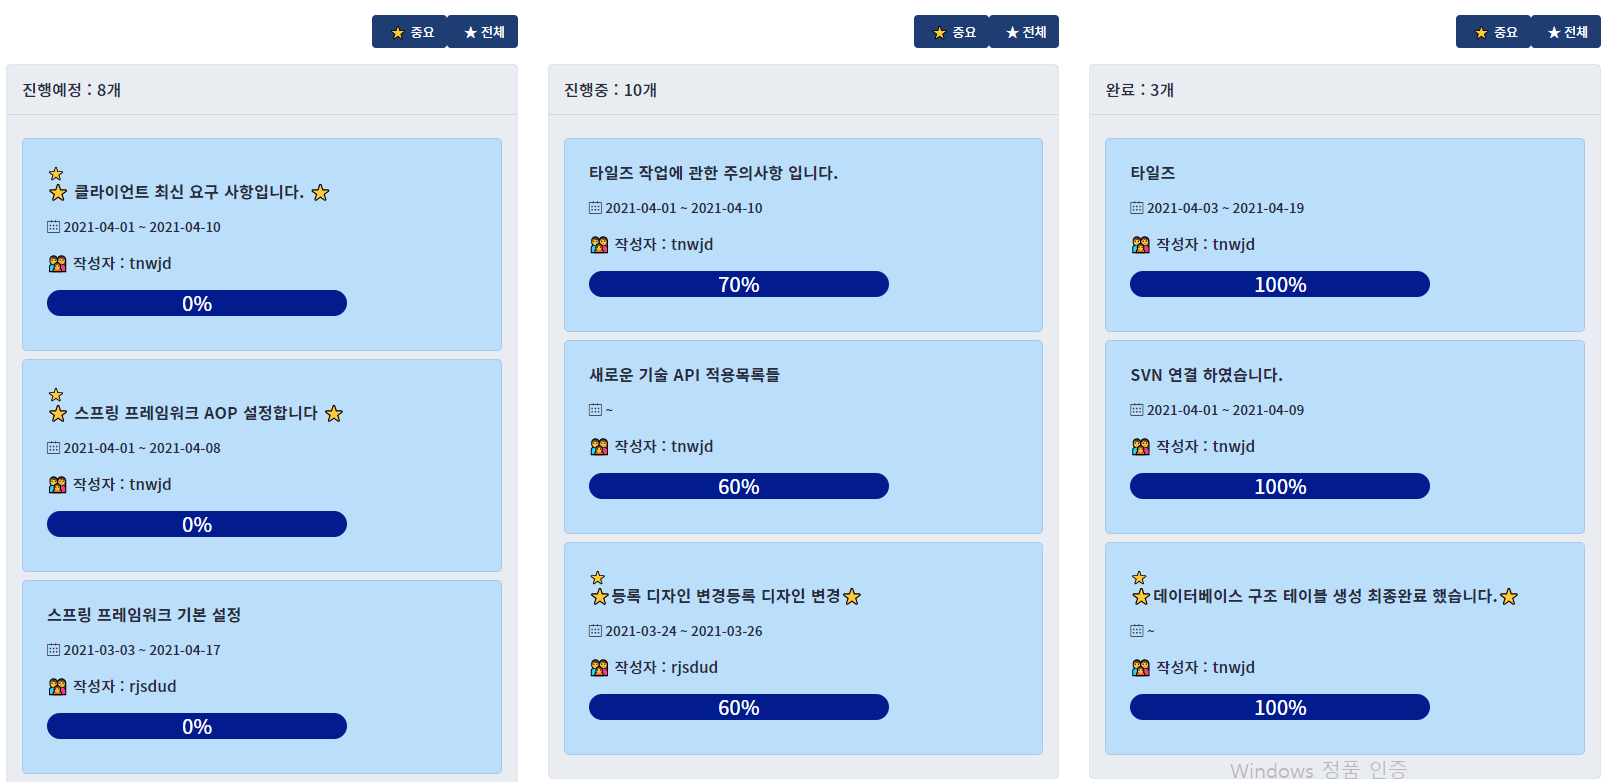 중요
전체
진행예정 : 8개
클라이언트 최신 요구 사항입니다.
2021-04-01 ~ 2021-04-10
작성자 : tnwjd
0%
스프링 프레임워크 AOP 설정합니다
2021-04-01 ~ 2021-04-08
작성자 : tnwjd
0%
스프링 프레임워크 기본 설정
2021-03-03 ~ 2021-04-17
작성자 : rjsdud
0%
중요
전체
진행중 : 10개
타일즈 작업에 관한 주의사항 입니다.
2021-04-01 ~ 2021-04-10
작성자 : tnwjd
70%
새로운 기술 API 적용목록들
~
작성자 : tnwjd
60%
등록 디자인 변경등록 디자인 변경
2021-03-24 ~ 2021-03-26
작성자 : rjsdud
60%
중요
전체
완료 : 3개
타일즈
2021-04-03 ~ 2021-04-19
작성자 : tnwjd
100%
SVN 연결 하였습니다.
2021-04-01 ~ 2021-04-09
작성자 : tnwjd
100%
데이터베이스 구조 테이블 생성 최종완료 했습니다.
~
작성자 : tnwjd
100%
Windows 정품 인증